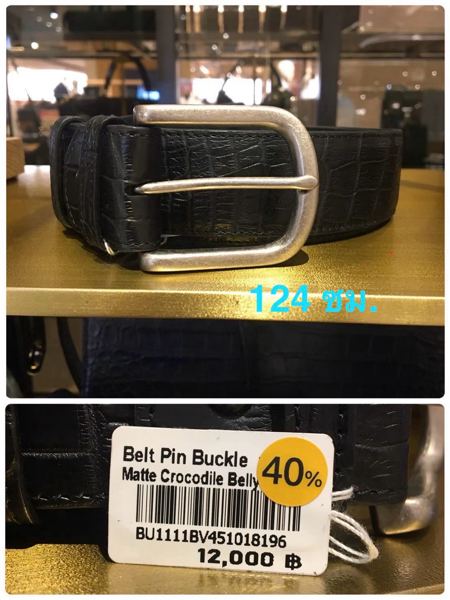 124 ซม.
Belt Pin Buckle
40%
Matte Crocodile Belly
BU1111BV451018196
12,000 ฿